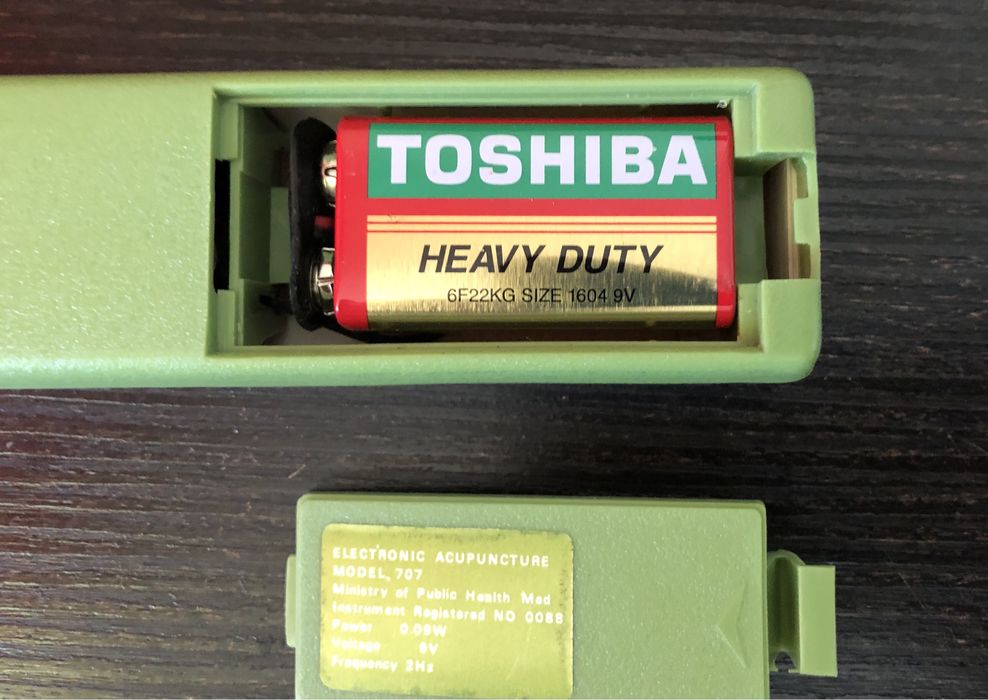 TOSHIBA
HEAVY DUTY
6F22KG SIZE 1604 9V
ELECTRONIC ACUPUNCTURE
MODEL, 707
Ministry of Public Health Med
Instrument Registered NO 0088
Power 0.09W
Voltage
Frequency 2Hz